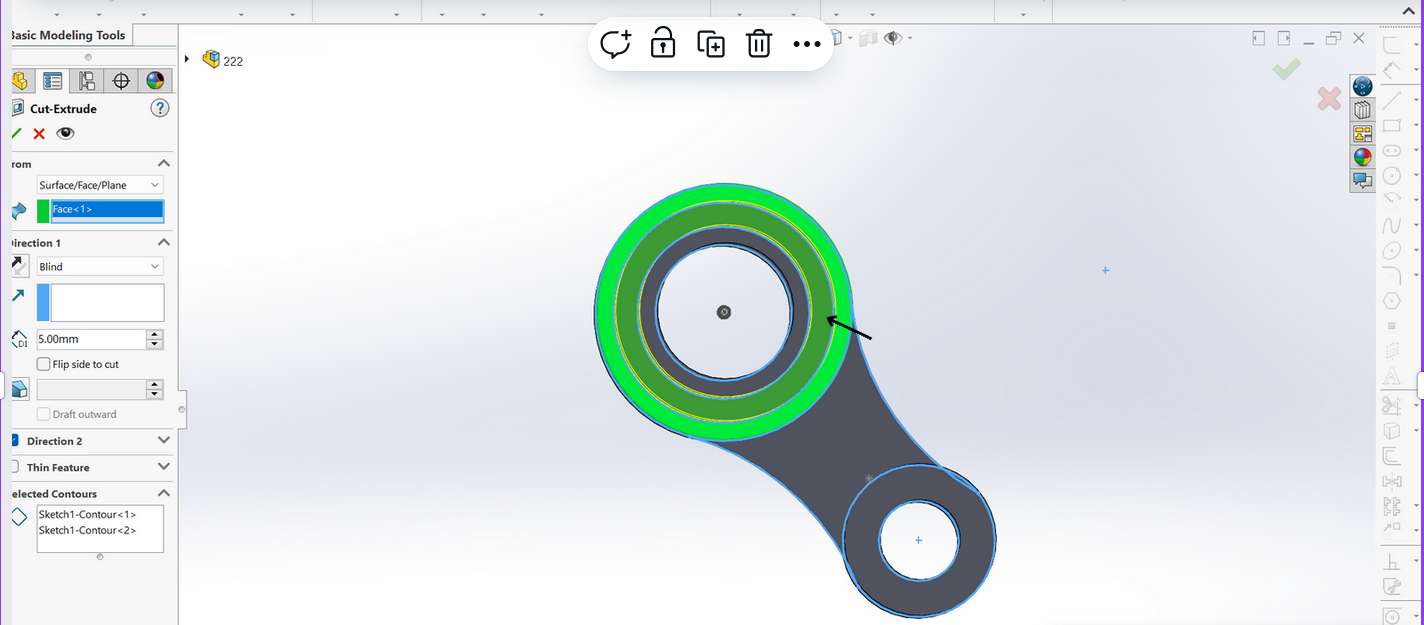 Basic Modeling Tools
222
Cut-Extrude
?
rom
Surface/Face/Plane
Face<1>
Direction 1
Blind
D1
5.00mm
Flip side to cut
Draft outward
Direction 2
Thin Feature
elected Contours
Sketch1-Contour<1>
Sketch1-Contour<2>